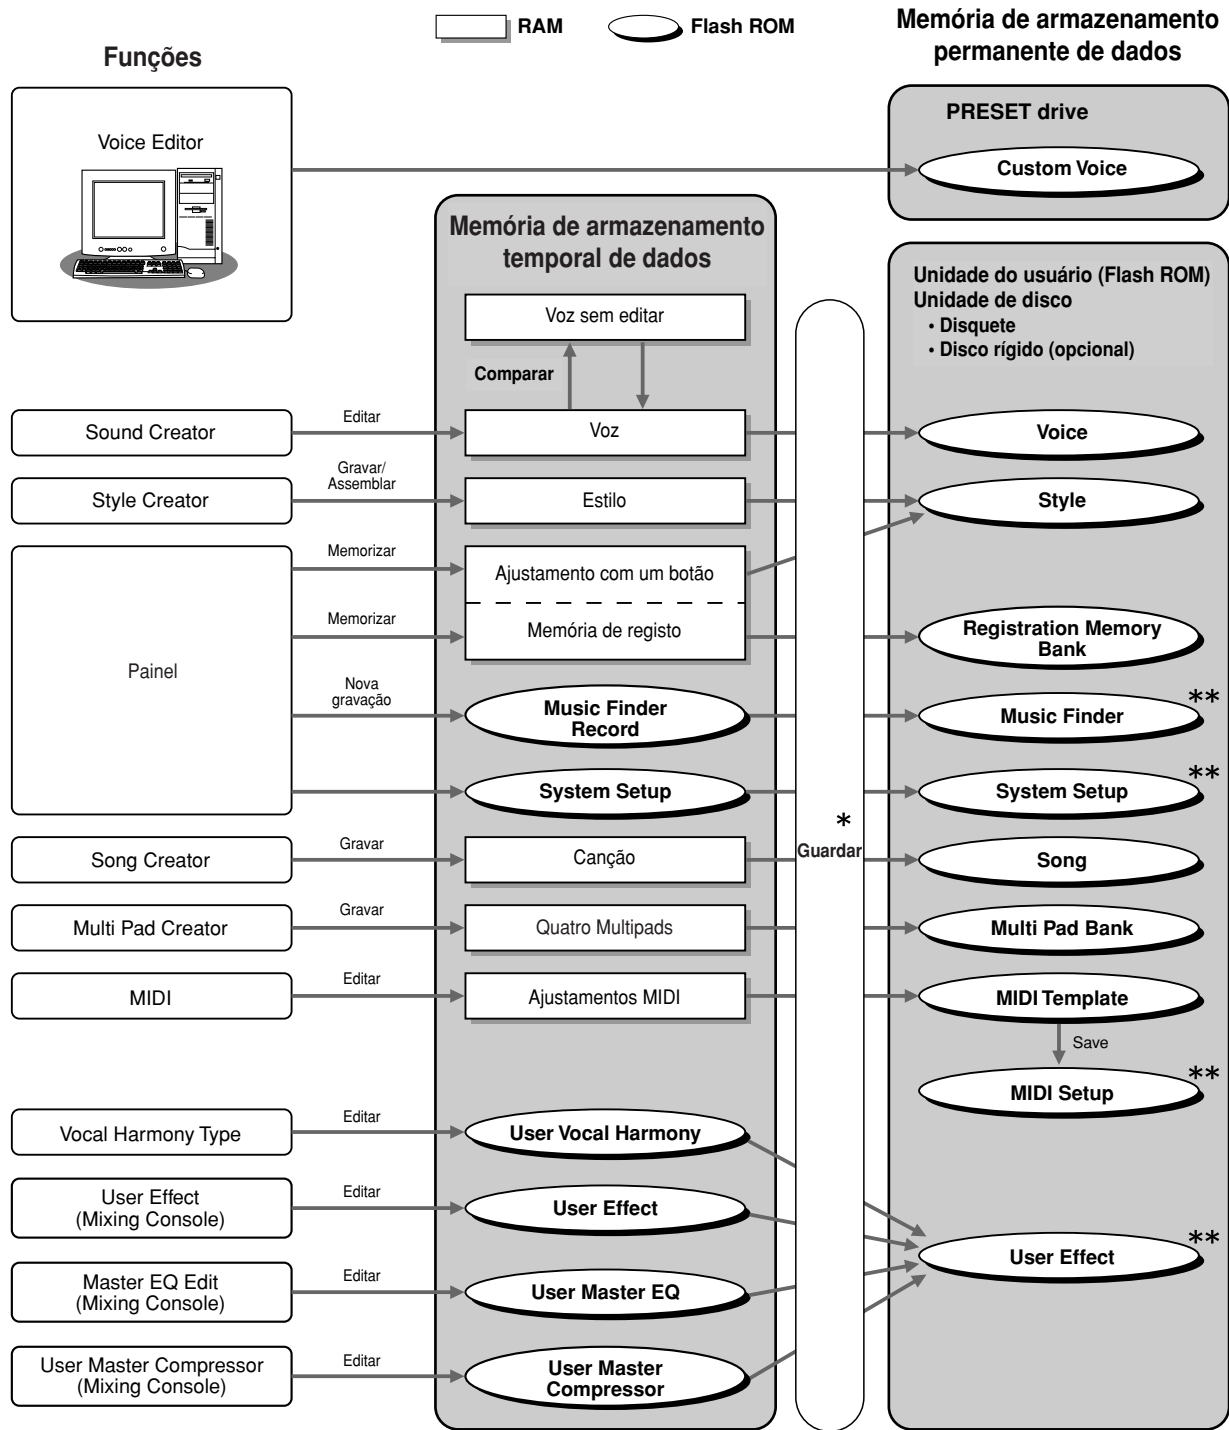 RAM
Flash ROM
Memória de armazenamento
permanente de dados
Funções
PRESET drive
Voice Editor
Custom Voice
Memória de armazenamento
temporal de dados
Unidade do usuário (Flash ROM)
Unidade de disco
• Disquete
• Disco rígido (opcional)
Voz sem editar
Comparar
Sound Creator
Editar
Voz
Voice
Style Creator
Gravar/
Assemblar
Estilo
Style
Painel
Memorizar
Ajustamento com um botão
Memorizar
Memória de registo
Registration Memory
Bank
Nova
gravação
Music Finder
Record
Music Finder
**
System Setup
System Setup
**
*
Guardar
Song Creator
Gravar
Canção
Song
Multi Pad Creator
Gravar
Quatro Multipads
Multi Pad Bank
MIDI
Editar
Ajustamentos MIDI
MIDI Template
Save
MIDI Setup
**
Vocal Harmony Type
Editar
User Vocal Harmony
User Effect
(Mixing Console)
Editar
User Effect
User Effect
**
Master EQ Edit
(Mixing Console)
Editar
User Master EQ
User Master Compressor
(Mixing Console)
Editar
User Master
Compressor